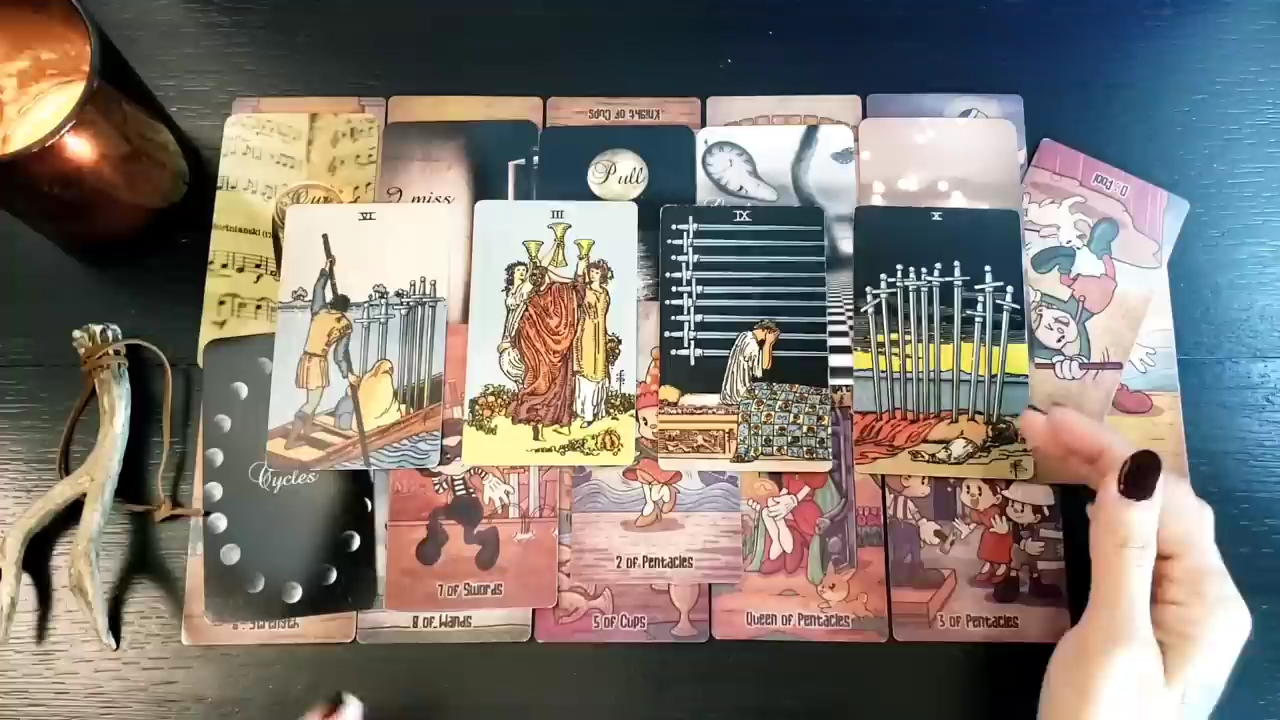 Knight of Cups
Pull
0 : Fool
I miss
Our
VI
III
IX
X
Cycles
7 of Swords
2 of Pentacles
8 of Wands
5 of Cups
Queen of Pentacles
3 of Pentacles